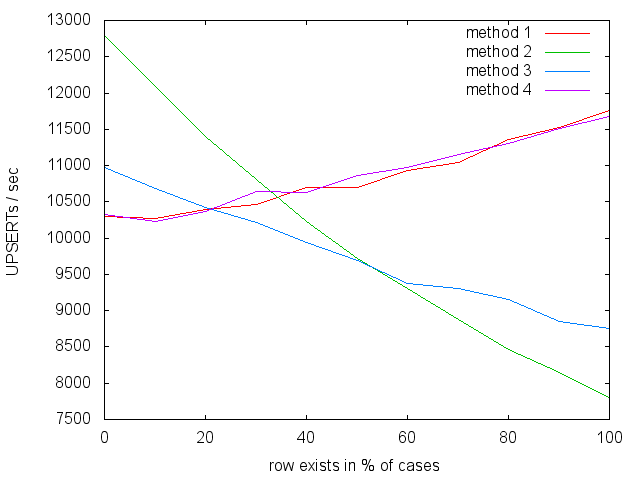 13000
12500
12000
11500
11000
10500
10000
9500
9000
8500
8000
7500
UPSERTs / sec
method 1
method 2
method 3
method 4
0 20 40 60 80 100
row exists in % of cases